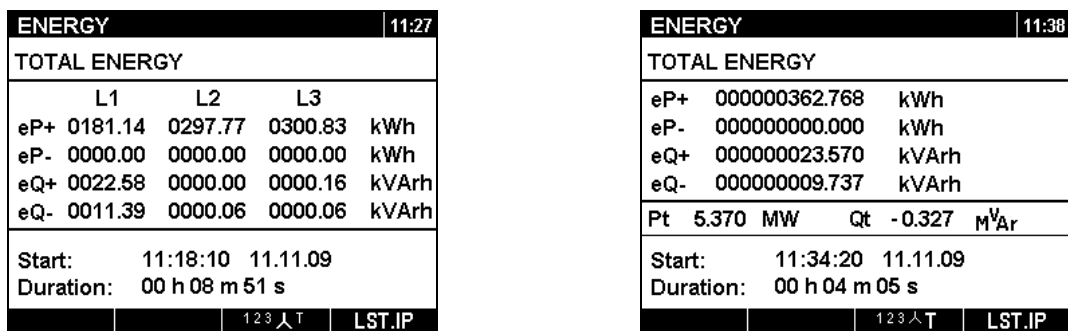 ENERGY 11:27
TOTAL ENERGY
L1 L2 L3
eP+ 0181.14 0297.77 0300.83 kWh
eP- 0000.00 0000.00 0000.00 kWh
eQ+ 0022.58 0000.00 0000.16 kVArh
eQ- 0011.39 0000.06 0000.06 kVArh
Start: 11:18:10 11.11.09
Duration: 00 h 08 m 51 s
123⅄T LST.IP
ENERGY 11:38
TOTAL ENERGY
eP+ 000000362.768 kWh
eP- 000000000.000 kWh
eQ+ 000000023.570 kVArh
eQ- 000000009.737 kVArh
Pt 5.370 MW Qt - 0.327 MVAr
Start: 11:34:20 11.11.09
Duration: 00 h 04 m 05 s
123⅄T LST.IP